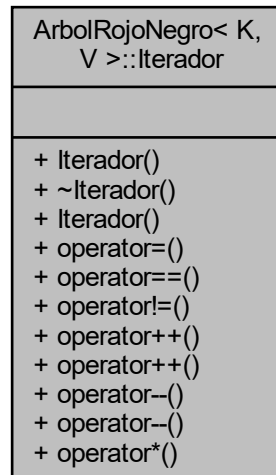 ArbolRojoNegro< K,
V >::Iterador
+ Iterador()
+ ~Iterador()
+ Iterador()
+ operator=()
+ operator==()
+ operator!=()
+ operator++()
+ operator++()
+ operator--()
+ operator--()
+ operator*()